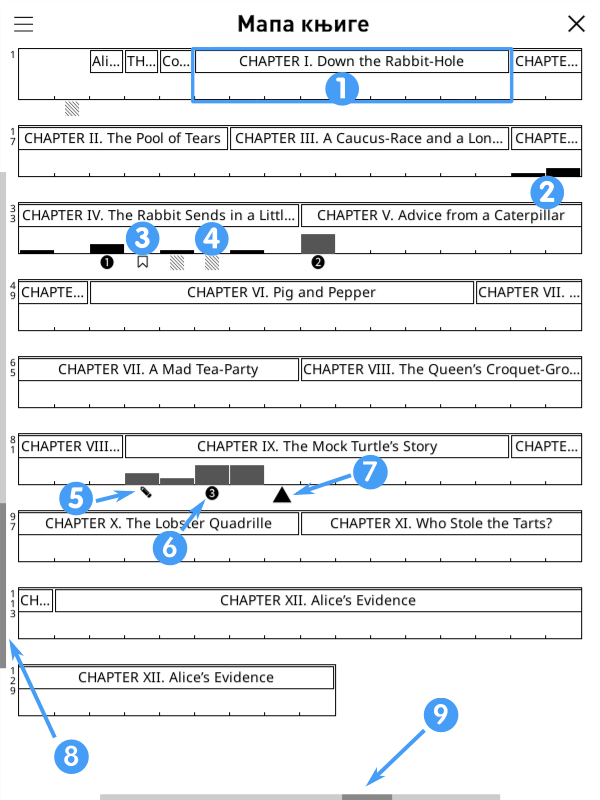 Мапа књиге
1 Ali... TH... Co... CHAPTER I. Down the Rabbit-Hole CHAPTE...
1
17 CHAPTER II. The Pool of Tears CHAPTER III. A Caucus-Race and a Lon... CHAPTE...
2
33 CHAPTER IV. The Rabbit Sends in a Littl... CHAPTER V. Advice from a Caterpillar
3 4
1 2
49 CHAPTE... CHAPTER VI. Pig and Pepper CHAPTER VII. ...
65 CHAPTER VII. A Mad Tea-Party CHAPTER VIII. The Queen’s Croquet-Gro...
81 CHAPTER VIII... CHAPTER IX. The Mock Turtle’s Story CHAPTE...
7
5 3
97 CHAPTER X. The Lobster Quadrille CHAPTER XI. Who Stole the Tarts?
6
113 CH... CHAPTER XII. Alice’s Evidence
129 CHAPTER XII. Alice’s Evidence
9
8